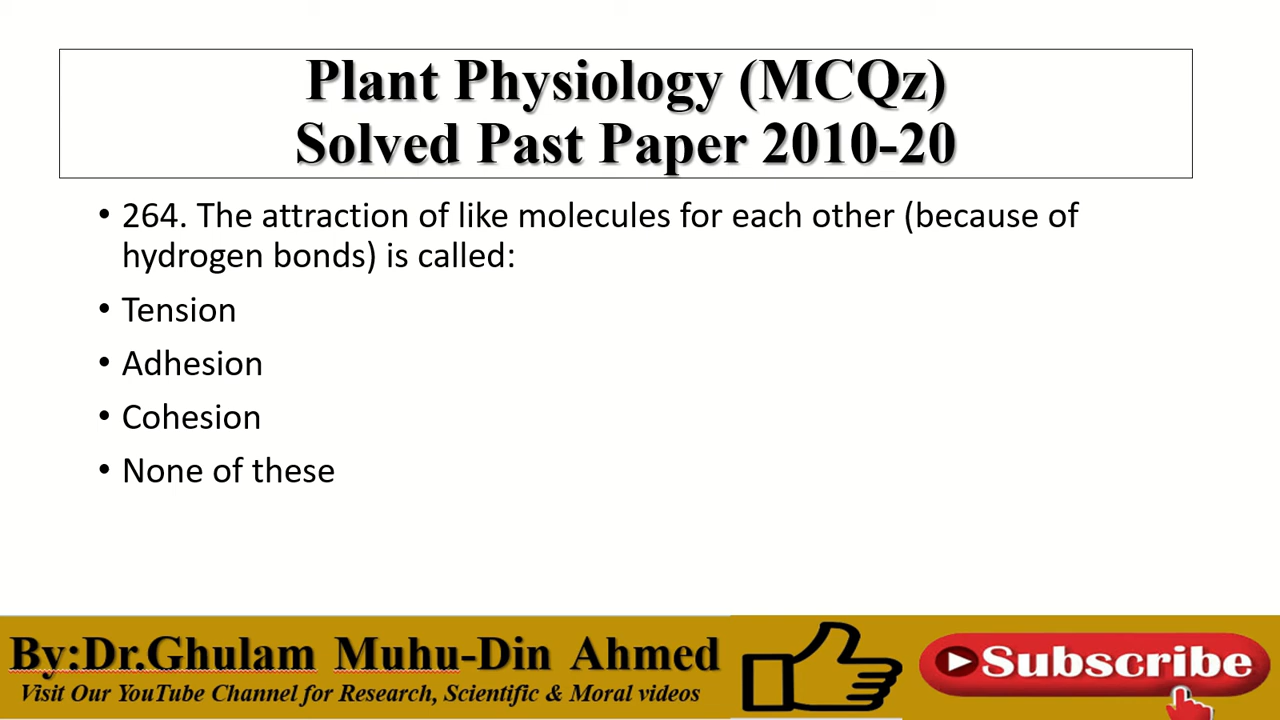 Plant Physiology (MCQz)
Solved Past Paper 2010-20
• 264. The attraction of like molecules for each other (because of
hydrogen bonds) is called:
• Tension
• Adhesion
• Cohesion
• None of these
By:Dr.Ghulam Muhu-Din Ahmed
Visit Our YouTube Channel for Research, Scientific & Moral videos
Subscribe